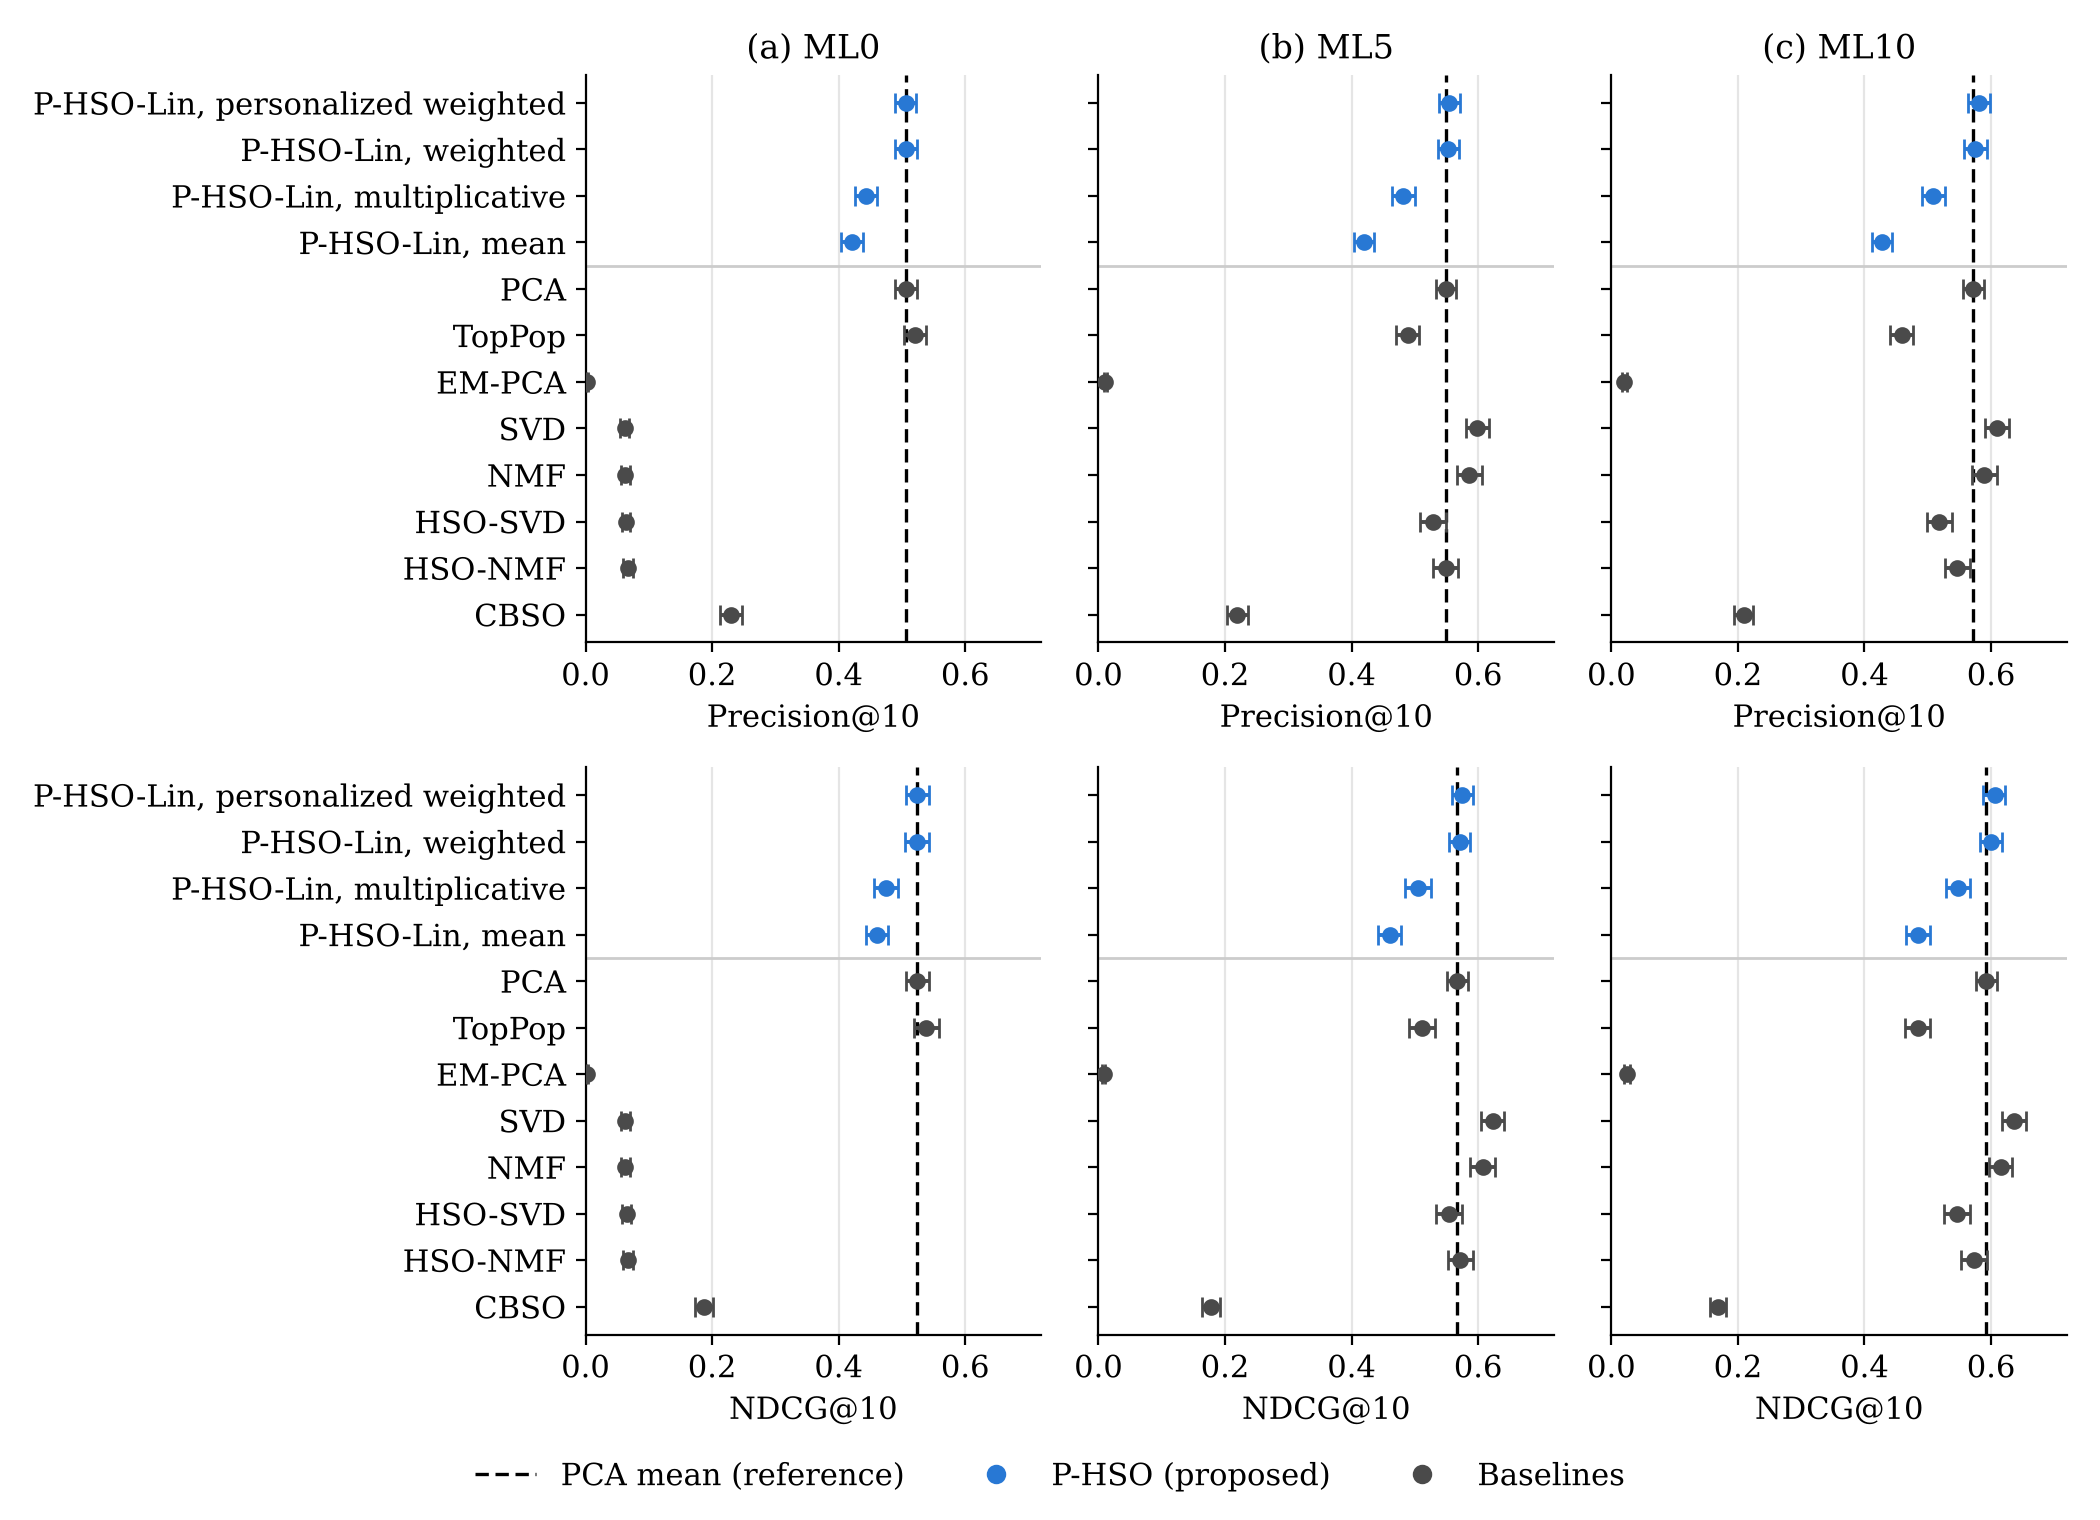 (a) ML0
(b) ML5
(c) ML10
P-HSO-Lin, personalized weighted
P-HSO-Lin, weighted
P-HSO-Lin, multiplicative
P-HSO-Lin, mean
PCA
TopPop
EM-PCA
SVD
NMF
HSO-SVD
HSO-NMF
CBSO
0.0 0.2 0.4 0.6
0.0 0.2 0.4 0.6
0.0 0.2 0.4 0.6
Precision@10
Precision@10
Precision@10
P-HSO-Lin, personalized weighted
P-HSO-Lin, weighted
P-HSO-Lin, multiplicative
P-HSO-Lin, mean
PCA
TopPop
EM-PCA
SVD
NMF
HSO-SVD
HSO-NMF
CBSO
0.0 0.2 0.4 0.6
0.0 0.2 0.4 0.6
0.0 0.2 0.4 0.6
NDCG@10
NDCG@10
NDCG@10
PCA mean (reference)
P-HSO (proposed)
Baselines